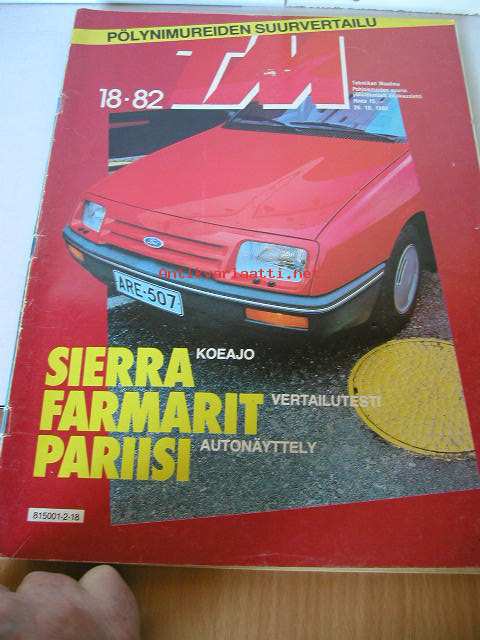 PÖLYNIMUREIDEN SUURVERTAILU
TM
18•82
Tekniikan Maailma
Antikvariaatti.net
ARE-507
SIERRA KOEAJO
FARMARIT VERTAILUTESTI
PARIISI AUTONÄYTTELY
815001-2-18